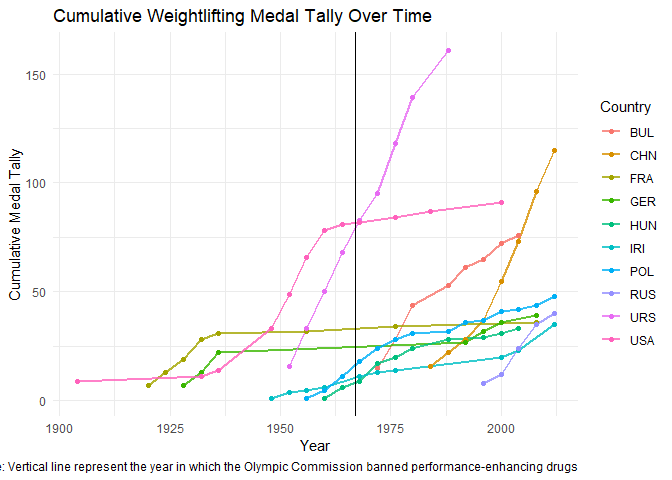 Cumulative Weightlifting Medal Tally Over Time
150
100
50
0
Cumulative Medal Tally
1900
1925
1950
1975
2000
Year
Country
BUL
CHN
FRA
GER
HUN
IRI
POL
RUS
URS
USA
: Vertical line represent the year in which the Olympic Commission banned performance-enhancing drugs